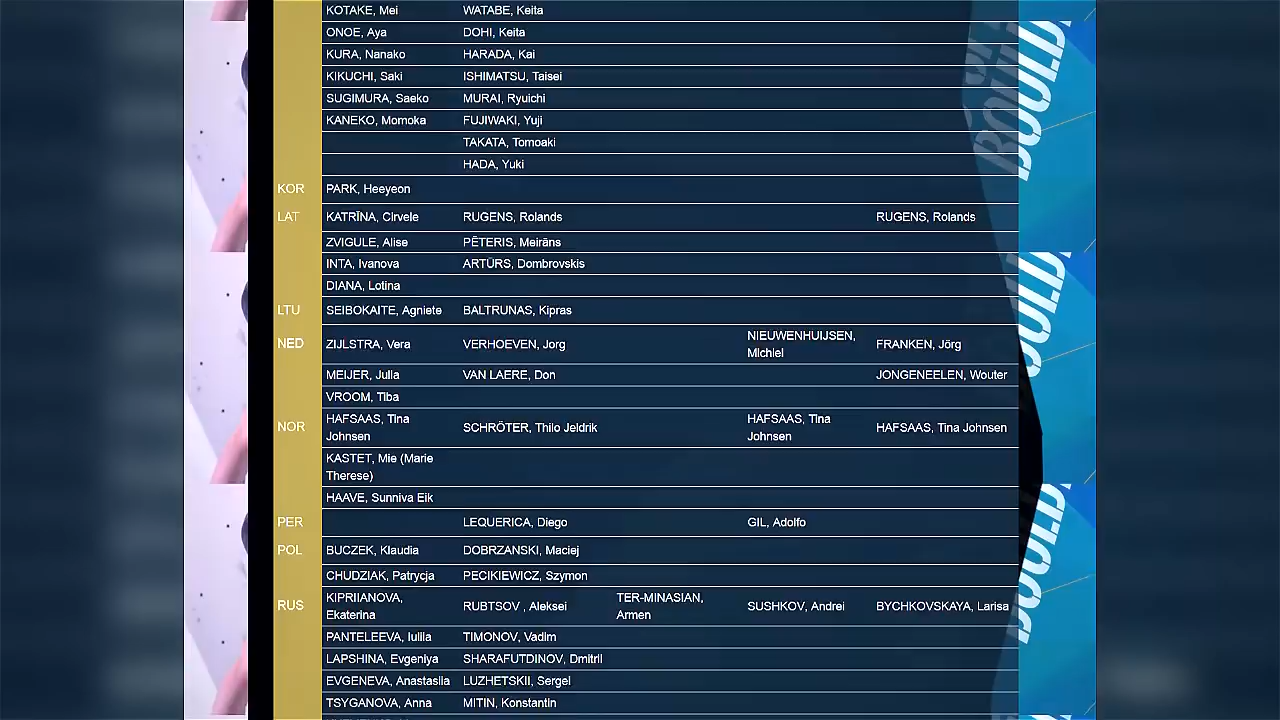 KOTAKE, Mei WATABE, Keita
ONOE, Aya DOHI, Keita
KURA, Nanako HARADA, Kai
KIKUCHI, Saki ISHIMATSU, Taisei
SUGIMURA, Saeko MURAI, Ryuichi
KANEKO, Momoka FUJIWAKI, Yuji
TAKATA, Tomoaki
HADA, Yuki
KOR PARK, Heeyeon
LAT KATRĪNA, Cirvele RUGENS, Rolands RUGENS, Rolands
ZVIGULE, Alise PĒTERIS, Meirāns
INTA, Ivanova ARTŪRS, Dombrovskis
DIANA, Lotina
LTU SEIBOKAITE, Agniete BALTRUNAS, Kipras
NED ZIJLSTRA, Vera VERHOEVEN, Jorg NIEUWENHUIJSEN, FRANKEN, Jörg
Michiel
MEIJER, Julia VAN LAERE, Don JONGENEELEN, Wouter
VROOM, Tiba
NOR HAFSAAS, Tina SCHRÖTER, Thilo Jeldrik HAFSAAS, Tina HAFSAAS, Tina Johnsen
Johnsen Johnsen
KASTET, Mie (Marie
Therese)
HAAVE, Sunniva Eik
PER LEQUERICA, Diego GIL, Adolfo
POL BUCZEK, Klaudia DOBRZANSKI, Maciej
CHUDZIAK, Patrycja PECIKIEWICZ, Szymon
RUS KIPRIIANOVA, RUBTSOV , Aleksei TER-MINASIAN, SUSHKOV, Andrei BYCHKOVSKAYA, Larisa
Ekaterina Armen
PANTELEEVA, Iuliia TIMONOV, Vadim
LAPSHINA, Evgeniya SHARAFUTDINOV, Dmitrii
EVGENEVA, Anastasiia LUZHETSKII, Sergei
TSYGANOVA, Anna MITIN, Konstantin